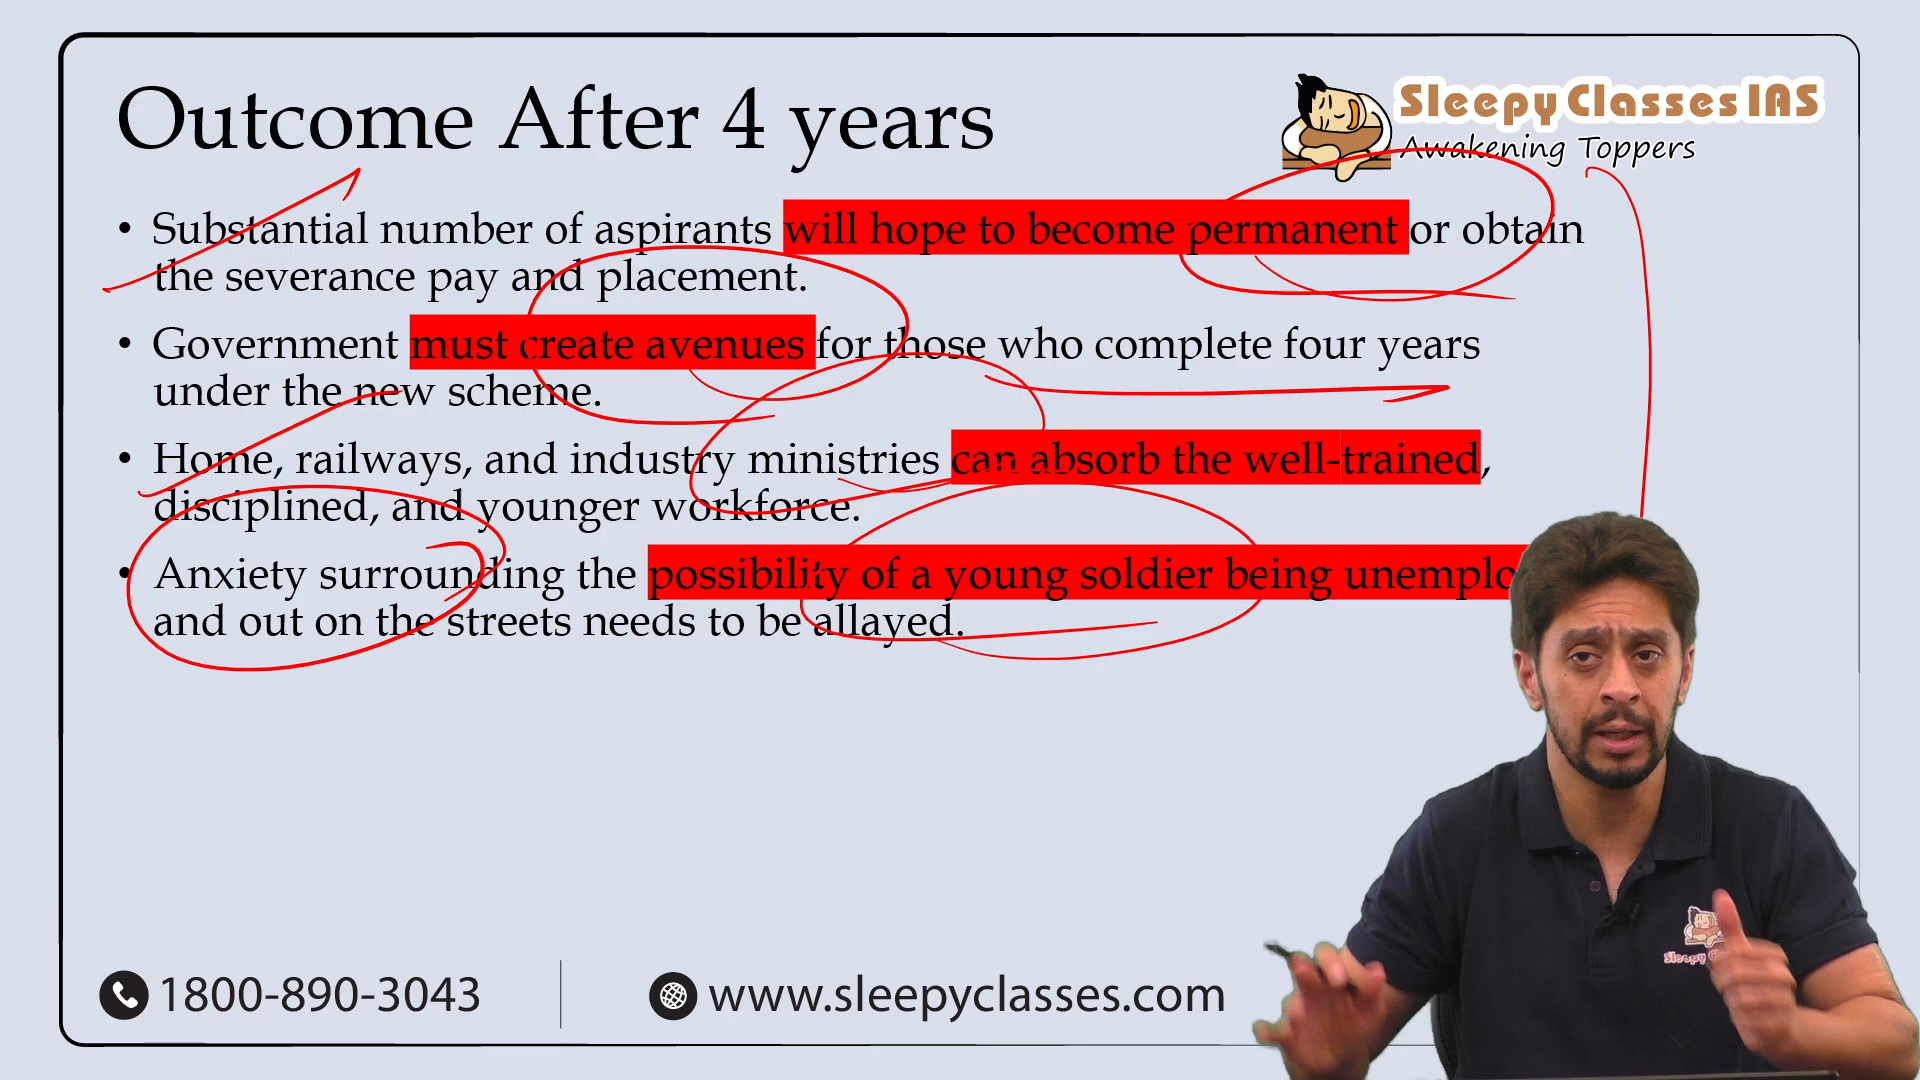 Outcome After 4 years
Sleepy Classes IAS
Awakening Toppers
• Substantial number of aspirants will hope to become permanent or obtain
the severance pay and placement.
• Government must create avenues for those who complete four years
under the new scheme.
• Home, railways, and industry ministries can absorb the well-trained,
disciplined, and younger workforce.
• Anxiety surrounding the possibility of a young soldier being
and out on the streets needs to be allayed.
1800-890-3043
www.sleepyclasses.com
Sleepy